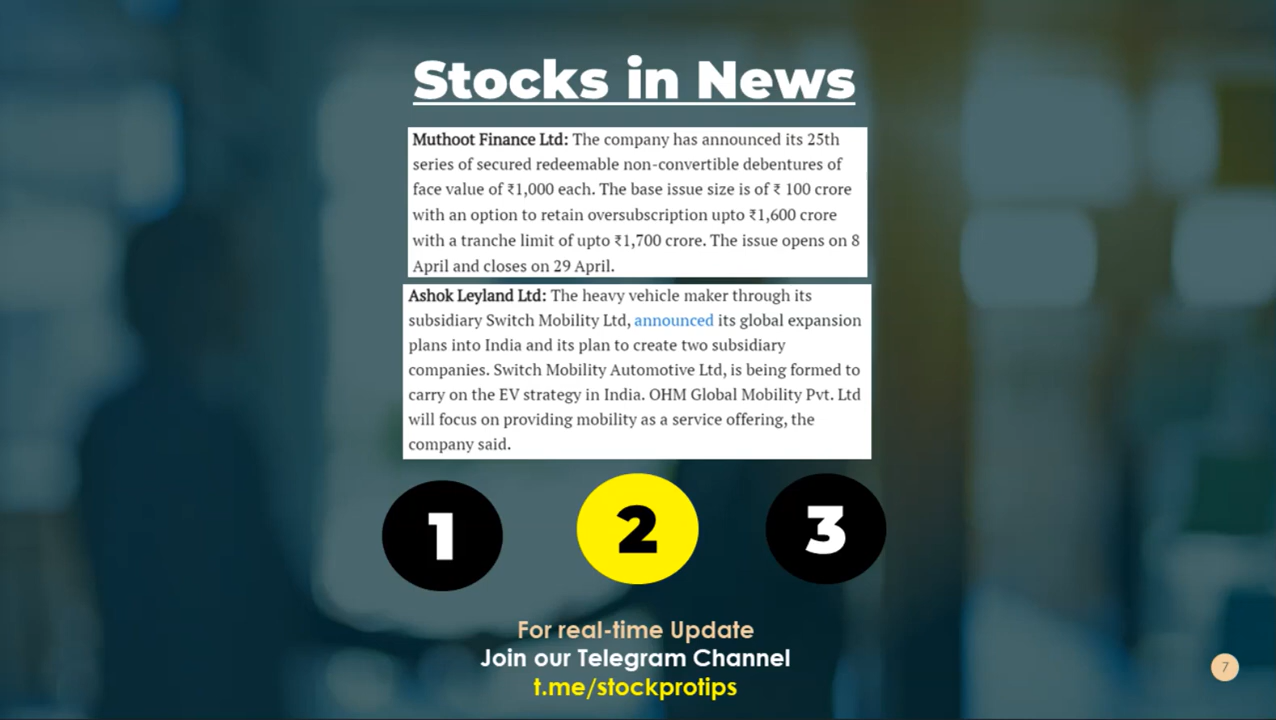 Stocks in News
Muthoot Finance Ltd: The company has announced its 25th
series of secured redeemable non-convertible debentures of
face value of ₹1,000 each. The base issue size is of ₹ 100 crore
with an option to retain oversubscription upto ₹1,600 crore
with a tranche limit of upto ₹1,700 crore. The issue opens on 8
April and closes on 29 April.
Ashok Leyland Ltd: The heavy vehicle maker through its
subsidiary Switch Mobility Ltd, announced its global expansion
plans into India and its plan to create two subsidiary
companies. Switch Mobility Automotive Ltd, is being formed to
carry on the EV strategy in India. OHM Global Mobility Pvt. Ltd
will focus on providing mobility as a service offering, the
company said.
1 2 3
For real-time Update
Join our Telegram Channel
t.me/stockprotips
7